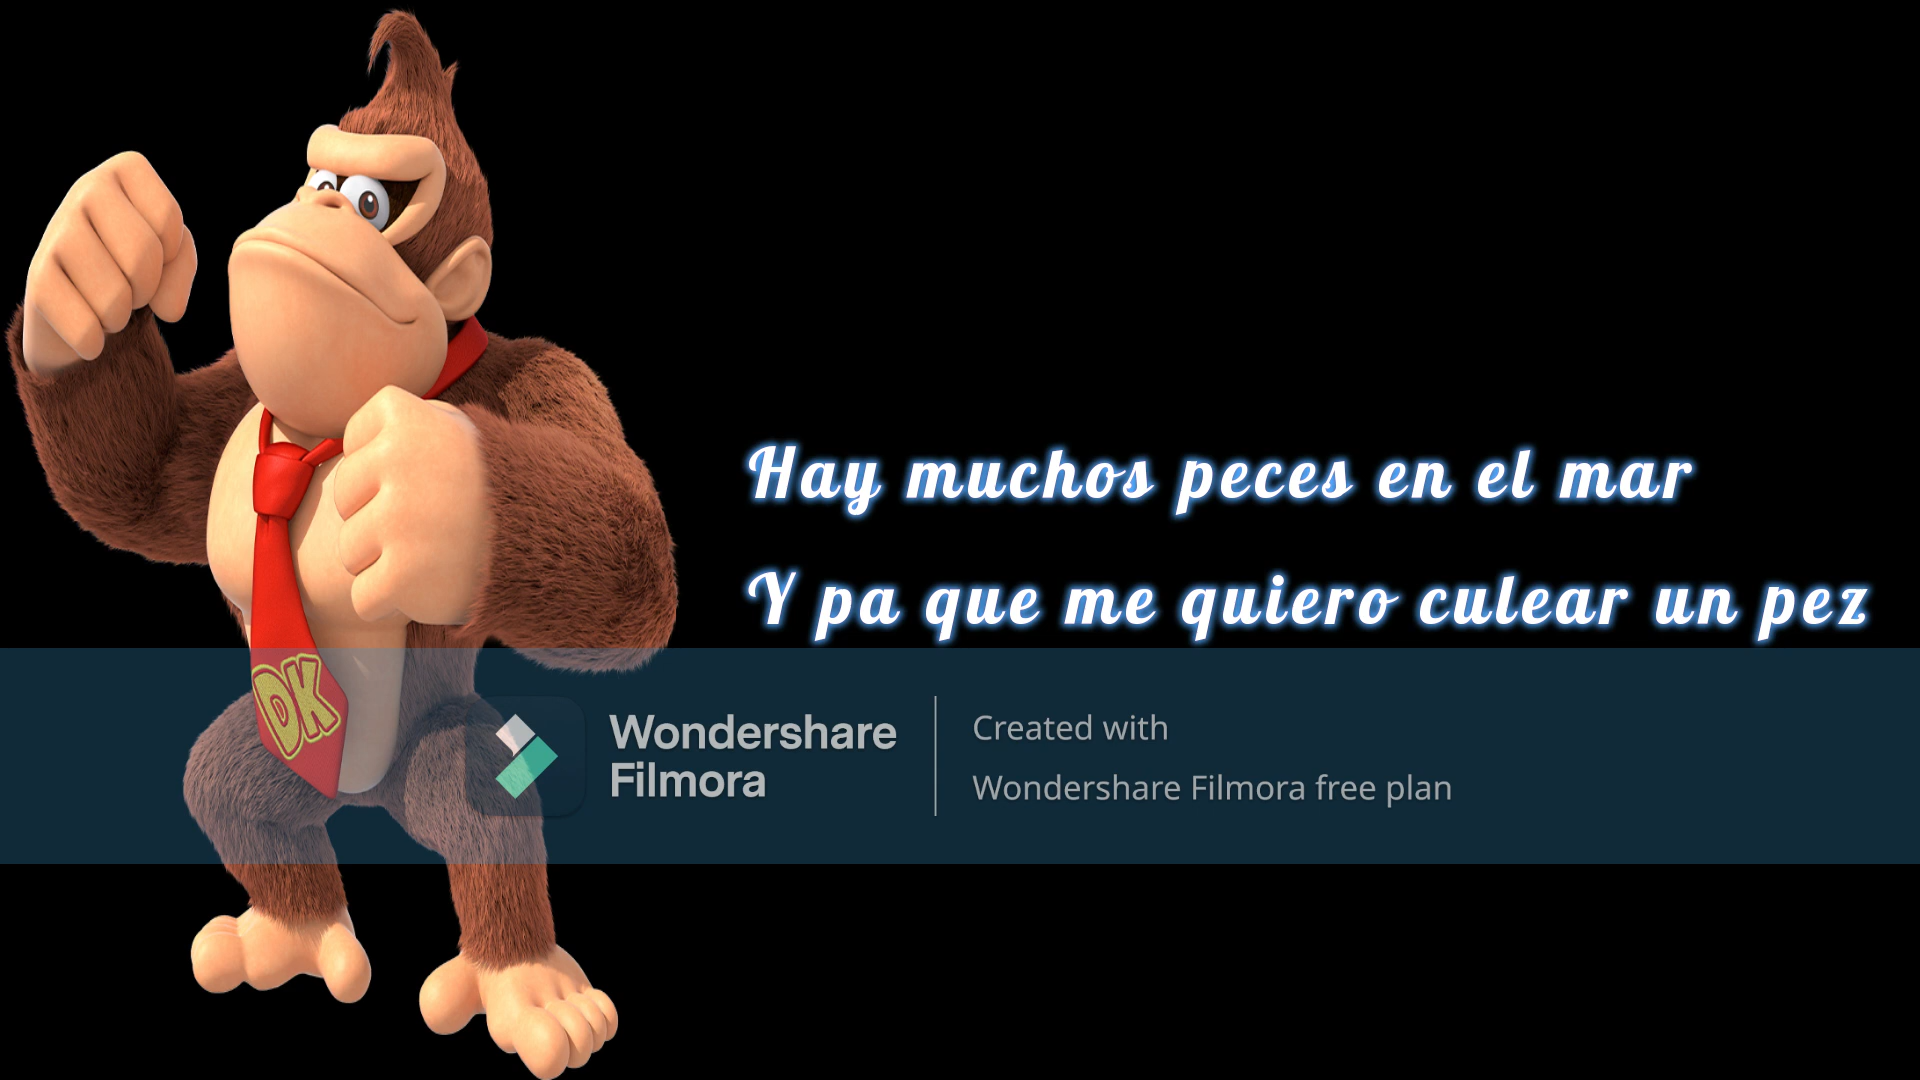 Hay muchos peces en el mar
Y pa que me quiero culear un pez
DK
Wondershare
Filmora
Created with
Wondershare Filmora free plan